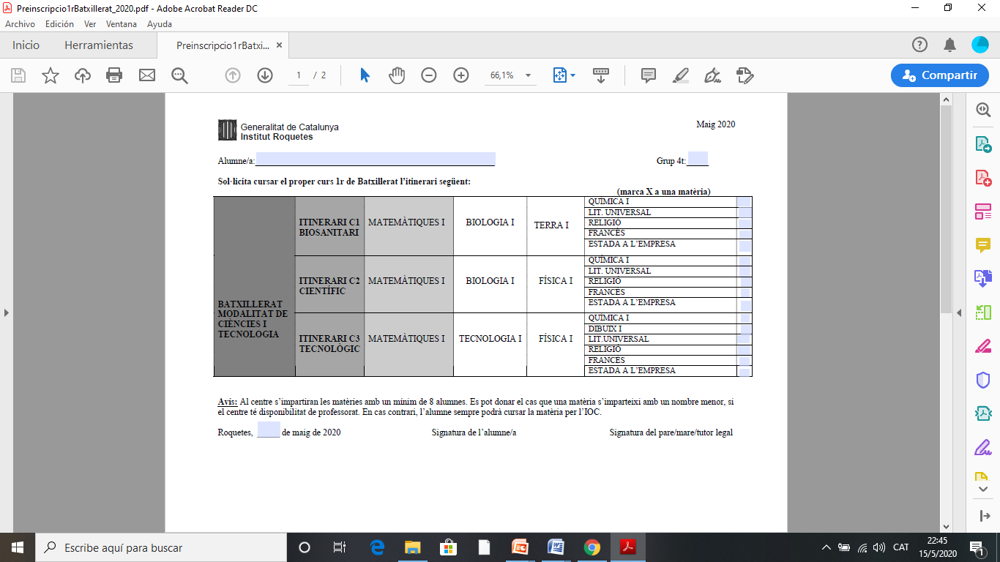 Preinscripcio1rBatxillerat_2020.pdf - Adobe Acrobat Reader DC
Archivo Edición Ver Ventana Ayuda
Inicio Herramientas Preinscripcio1rBatxi... ×
1 / 2 66,1% Compartir
Generalitat de Catalunya
Institut Roquetes
Maig 2020
Alumne/a: Grup 4t:
Sol·licita cursar el proper curs 1r de Batxillerat l’itinerari següent:
(marca X a una matèria)
BATXILLERAT
MODALITAT DE
CIÈNCIES I
TECNOLOGIA
ITINERARI C1
BIOSANITARI
MATEMÀTIQUES I
BIOLOGIA I
TERRA I
QUÍMICA I
LIT. UNIVERSAL
RELIGIÓ
FRANCÈS
ESTADA A L’EMPRESA
ITINERARI C2
CIENTÍFIC
MATEMÀTIQUES I
BIOLOGIA I
FÍSICA I
QUÍMICA I
LIT. UNIVERSAL
RELIGIÓ
FRANCÈS
ESTADA A L’EMPRESA
ITINERARI C3
TECNOLÒGIC
MATEMÀTIQUES I
TECNOLOGIA I
FÍSICA I
QUÍMICA I
DIBUIX I
LIT.UNIVERSAL
RELIGIÓ
FRANCÈS
ESTADA A L’EMPRESA
Avís: Al centre s’impartiran les matèries amb un mínim de 8 alumnes. Es pot donar el cas que una matèria s’imparteixi amb un nombre menor, si
el centre té disponibilitat de professorat. En cas contrari, l’alumne sempre podrà cursar la matèria per l’IOC.
Roquetes, de maig de 2020 Signatura de l’alumne/a Signatura del pare/mare/tutor legal
Escribe aquí para buscar
CAT
22:45
15/5/2020
1